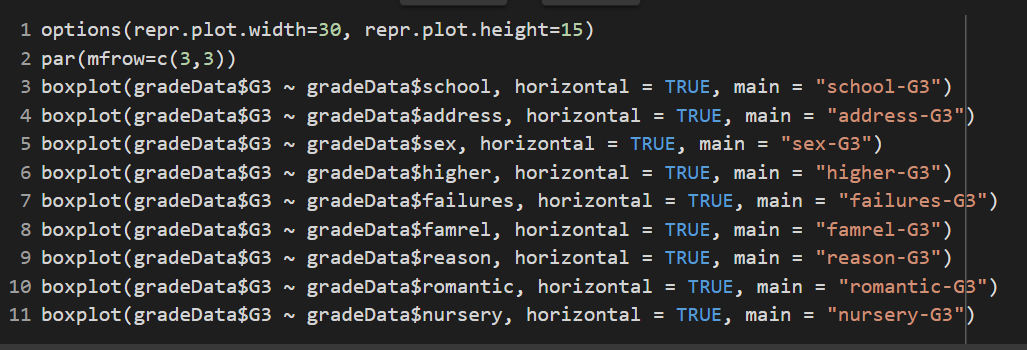 1 options(repr.plot.width=30, repr.plot.height=15)
2 par(mfrow=c(3,3))
3 boxplot(gradeData$G3 ~ gradeData$school, horizontal = TRUE, main = "school-G3")
4 boxplot(gradeData$G3 ~ gradeData$address, horizontal = TRUE, main = "address-G3")
5 boxplot(gradeData$G3 ~ gradeData$sex, horizontal = TRUE, main = "sex-G3")
6 boxplot(gradeData$G3 ~ gradeData$higher, horizontal = TRUE, main = "higher-G3")
7 boxplot(gradeData$G3 ~ gradeData$failures, horizontal = TRUE, main = "failures-G3")
8 boxplot(gradeData$G3 ~ gradeData$famrel, horizontal = TRUE, main = "famrel-G3")
9 boxplot(gradeData$G3 ~ gradeData$reason, horizontal = TRUE, main = "reason-G3")
10 boxplot(gradeData$G3 ~ gradeData$romantic, horizontal = TRUE, main = "romantic-G3")
11 boxplot(gradeData$G3 ~ gradeData$nursery, horizontal = TRUE, main = "nursery-G3")